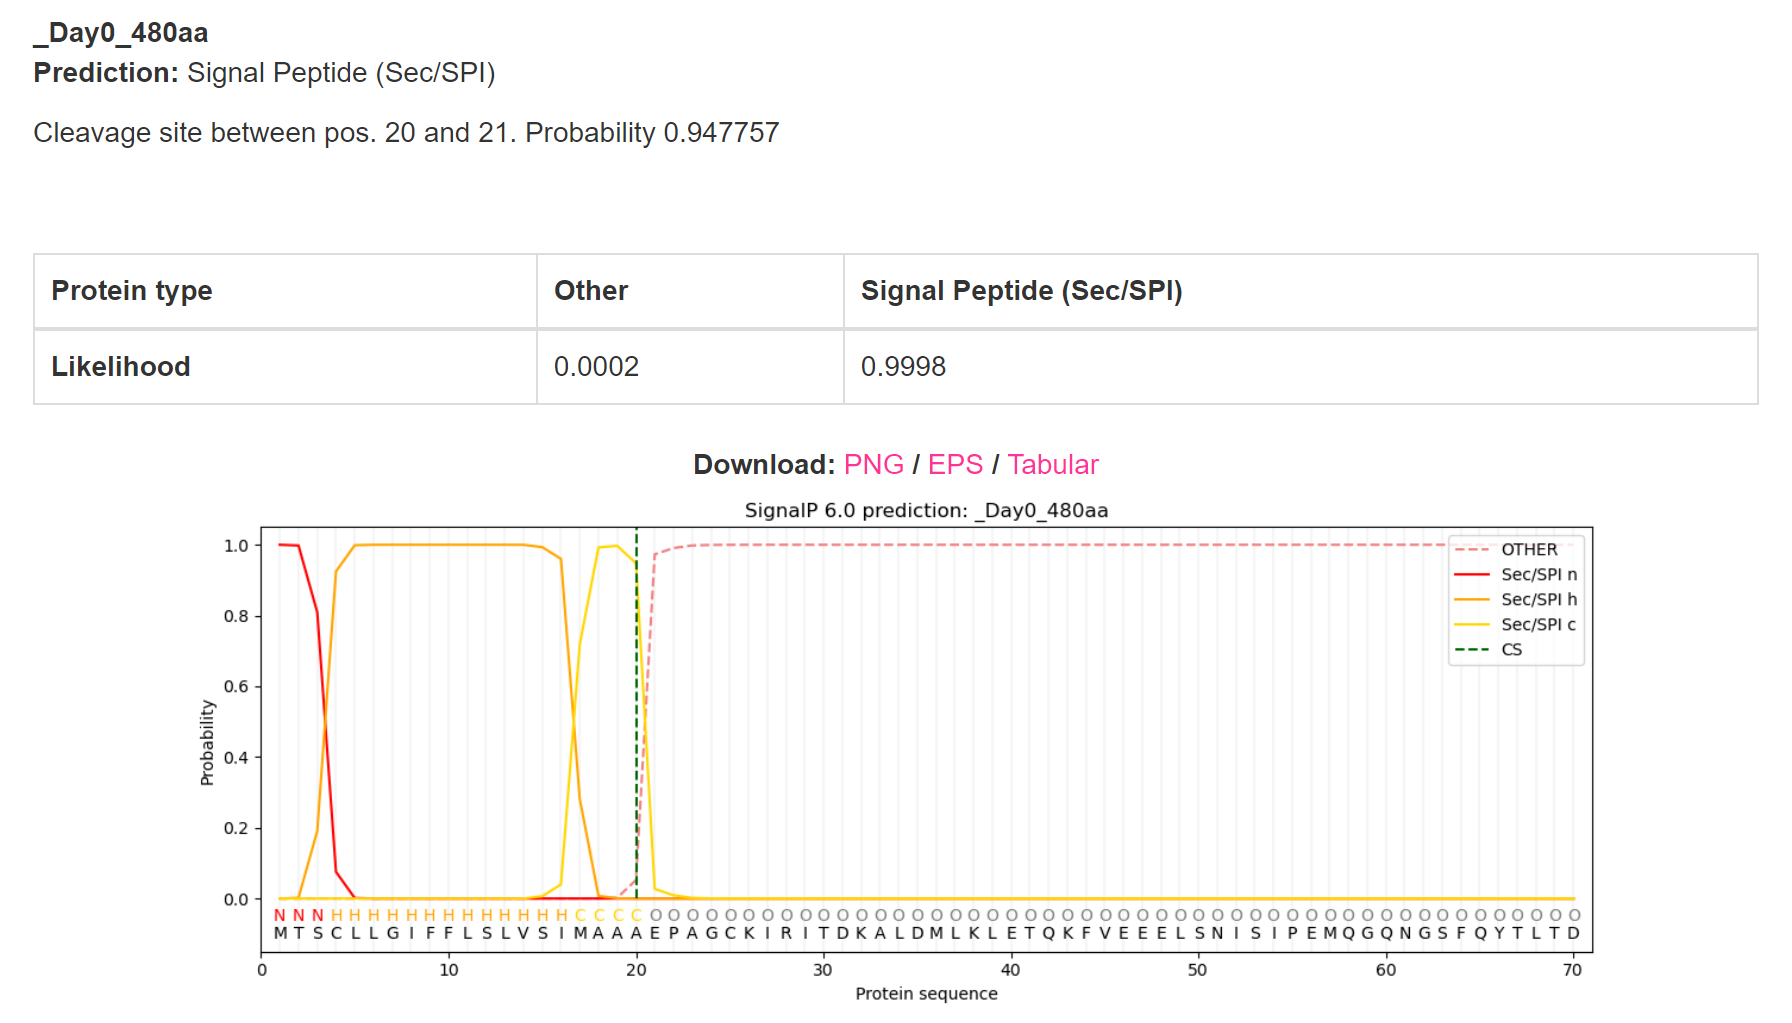 _Day0_480aa
Prediction: Signal Peptide (Sec/SPI)
Cleavage site between pos. 20 and 21. Probability 0.947757
Protein type Other Signal Peptide (Sec/SPI)
Likelihood 0.0002 0.9998
Download: PNG / EPS / Tabular
SignalP 6.0 prediction: _Day0_480aa
1.0
0.8
0.6
0.4
0.2
0.0
Probability
OTHER
Sec/SPI n
Sec/SPI h
Sec/SPI c
CS
N N N H H H H H H H H H H H H H C C C C O O O O O O O O O O O O O O O O O O O O O O O O O O O O O O O O O O O O O O O O O O O O O O O O O O
M T S C L L G I F F L S L V S I M A A A E P A G C K I R I T D K A L D M L K L E T Q K F V E E E L S N I S I P E M Q G Q N G S F Q Y T L T D
0 10 20 30 40 50 60 70
Protein sequence